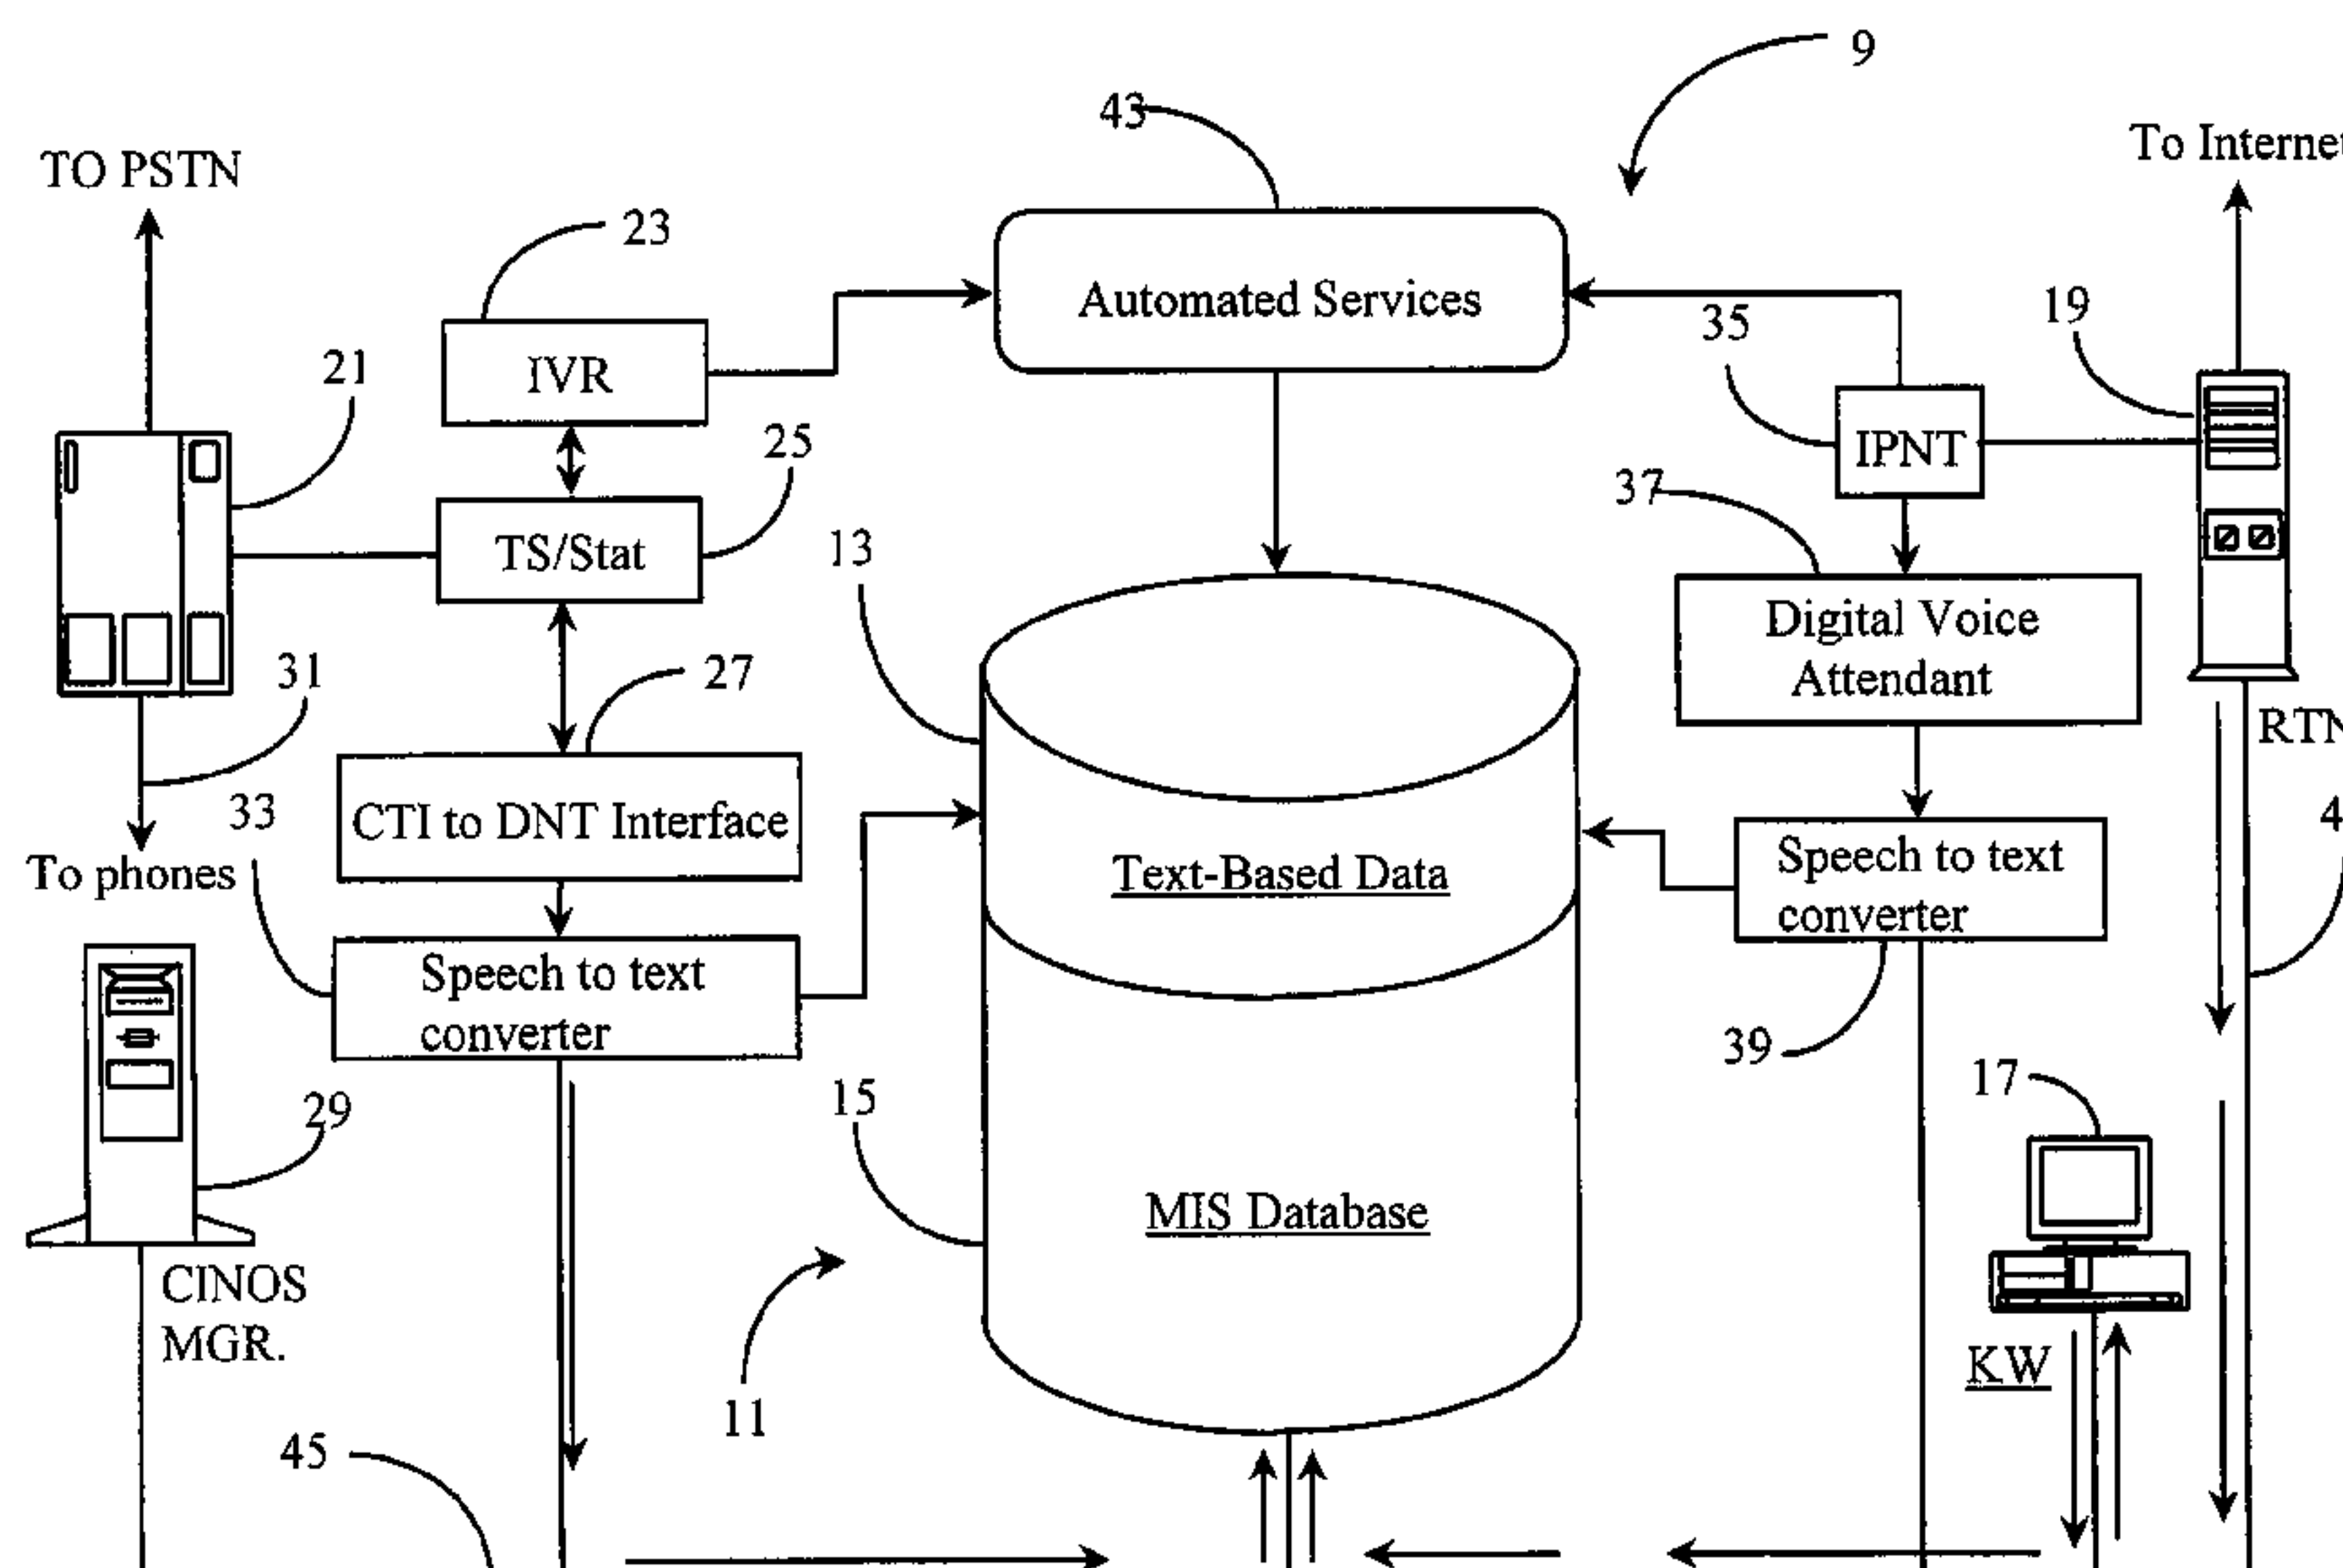 9
43
To Internet
TO PSTN
23
Automated Services
19
35
21
IVR
25
IPNT
37
TS/Stat
13
Digital Voice
Attendant
31
27
RTN
33
CTI to DNT Interface
4
To phones
Text-Based Data
Speech to text
converter
Speech to text
converter
39
17
29
15
MIS Database
CINOS
MGR.
KW
11
45